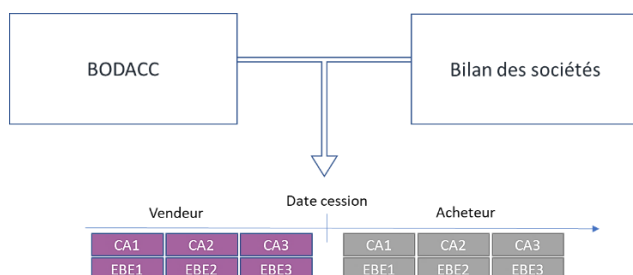 BODACC
Bilan des sociétés
Date cession
Vendeur
Acheteur
CA1 CA2 CA3 CA1 CA2 CA3
EBE1 EBE2 EBE3 EBE1 EBE2 EBE3